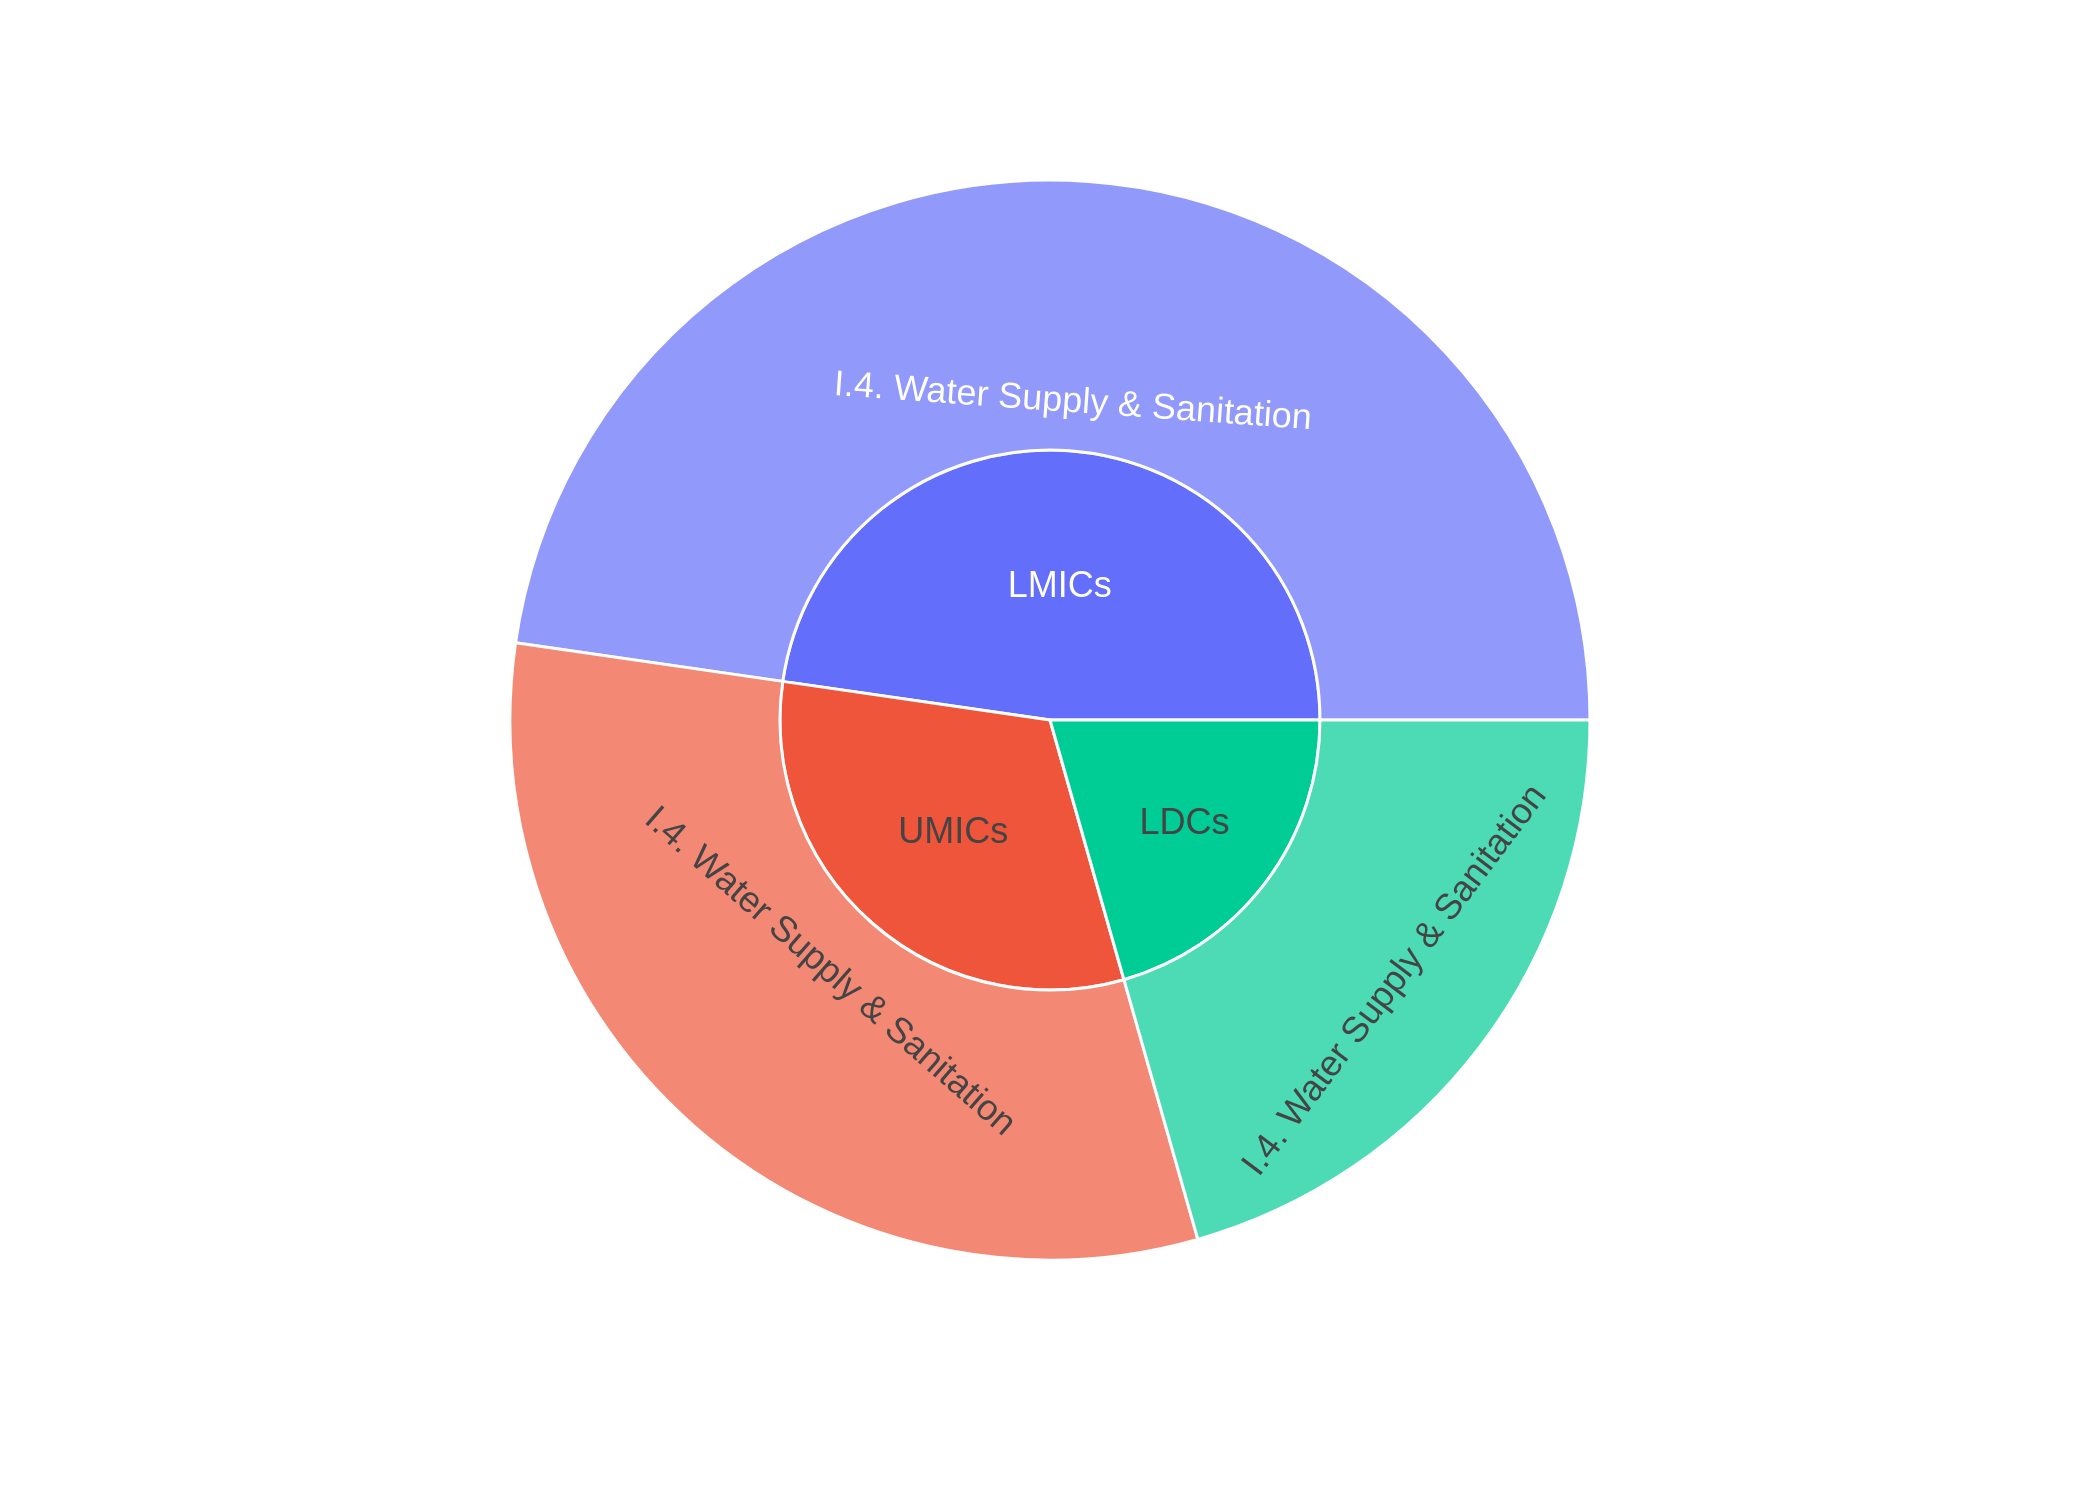 I.4. Water Supply & Sanitation
LMICs
UMICs
LDCs
I.4. Water Supply & Sanitation
I.4. Water Supply & Sanitation